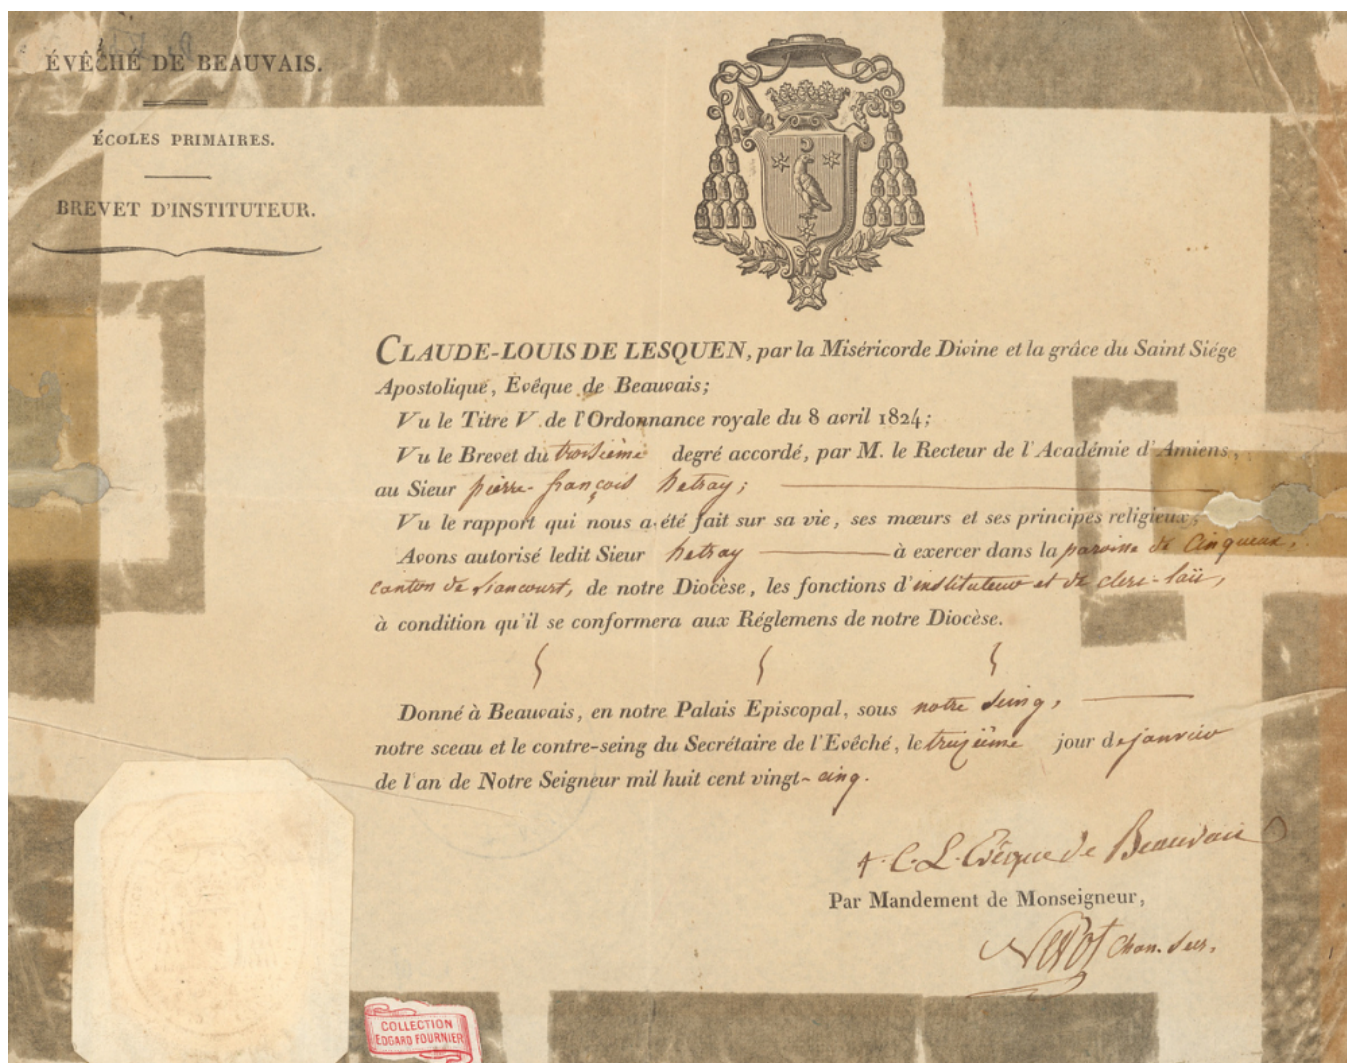 ÉVÊCHÉ DE BEAUVAIS.
ÉCOLES PRIMAIRES.
BREVET D'INSTITUTEUR.
CLAUDE-LOUIS DE LESQUEN, par la Miséricorde Divine et la grâce du Saint Siége
Apostolique, Evêque de Beauvais;
Vu le Titre V de l'Ordonnance royale du 8 avril 1824;
Vu le Brevet du troisième degré accordé, par M. le Recteur de l'Académie d'Amiens,
au Sieur pierre-françois hetray;
Vu le rapport qui nous a été fait sur sa vie, ses mœurs et ses principes religieux;
Avons autorisé ledit Sieur hetray à exercer dans la paroisse de Cinqueux,
canton de Liancourt, de notre Diocèse, les fonctions d'instituteur et de clerc-laïc,
à condition qu'il se conformera aux Réglemens de notre Diocèse.
Donné à Beauvais, en notre Palais Episcopal, sous notre seing,
notre sceau et le contre-seing du Secrétaire de l'Evêché, le treizième jour de janvier
de l'an de Notre Seigneur mil huit cent vingt-cinq.
+ C. L. Evêque de Beauvais
Par Mandement de Monseigneur,
Chan. Secr.
COLLECTION
EDGARD FOURNIER